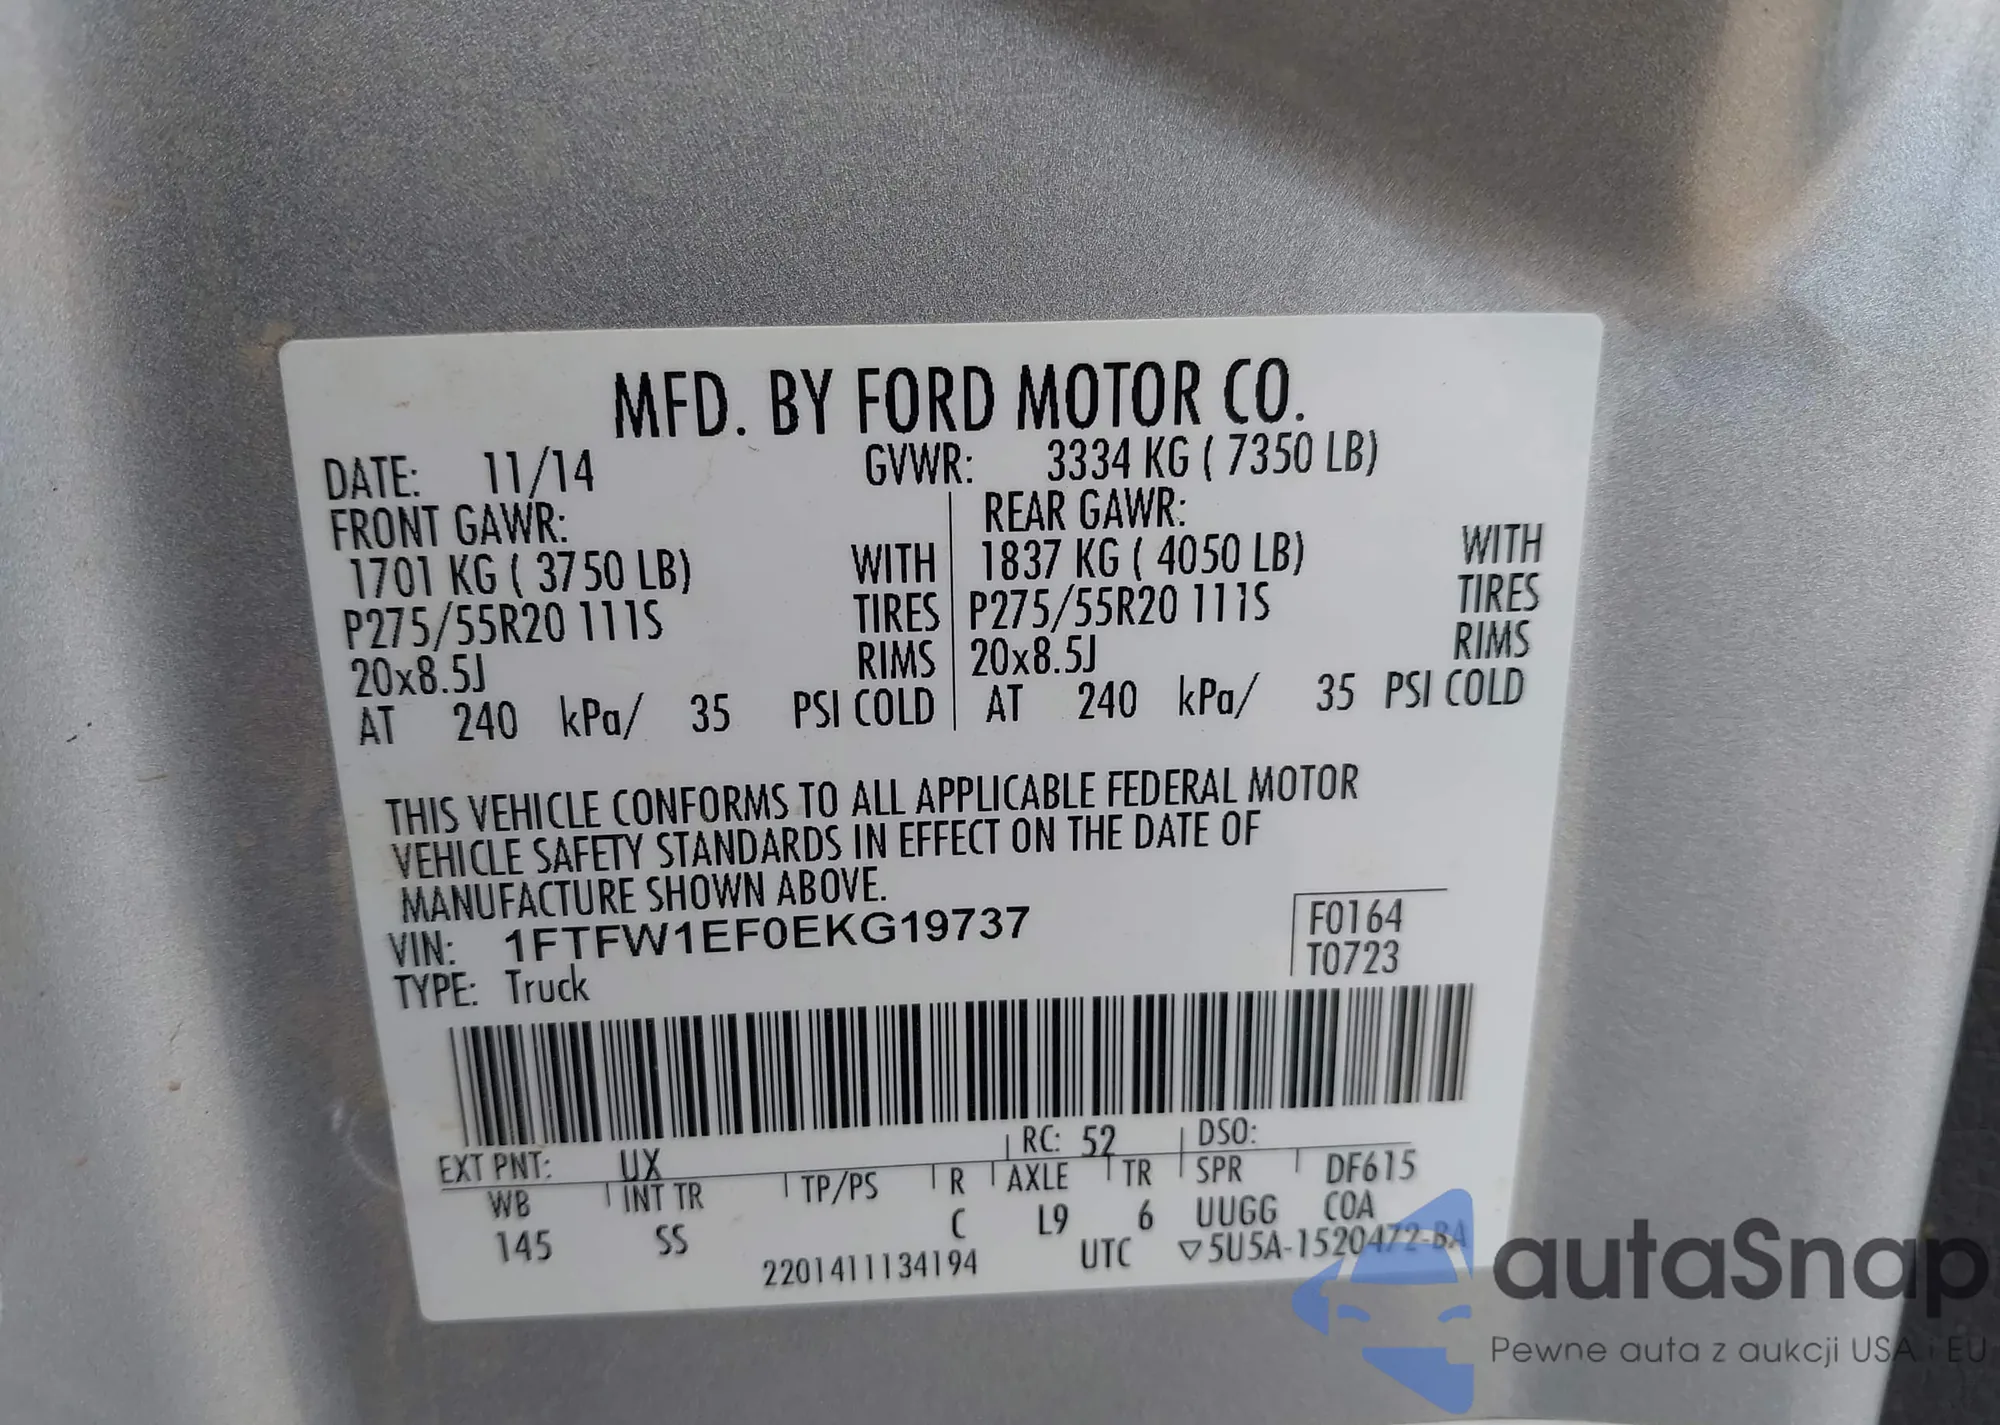 MFD. BY FORD MOTOR CO.
DATE: 11/14 GVWR: 3334 KG ( 7350 LB)
FRONT GAWR: REAR GAWR:
1701 KG ( 3750 LB) WITH 1837 KG ( 4050 LB) WITH
P275/55R20 111S TIRES P275/55R20 111S TIRES
20x8.5J RIMS 20x8.5J RIMS
AT 240 kPa/ 35 PSI COLD AT 240 kPa/ 35 PSI COLD
THIS VEHICLE CONFORMS TO ALL APPLICABLE FEDERAL MOTOR
VEHICLE SAFETY STANDARDS IN EFFECT ON THE DATE OF
MANUFACTURE SHOWN ABOVE.
VIN: 1FTFW1EF0EKG19737 F0164
TYPE: Truck T0723
EXT PNT: UX RC: 52 DSO:
WB INT TR TP/PS R AXLE TR SPR DF615
145 SS C L9 6 UUGG COA
2201411134194 UTC ▽5U5A-1520472-BA
autaSnap
Pewne auta z aukcji USA i EU